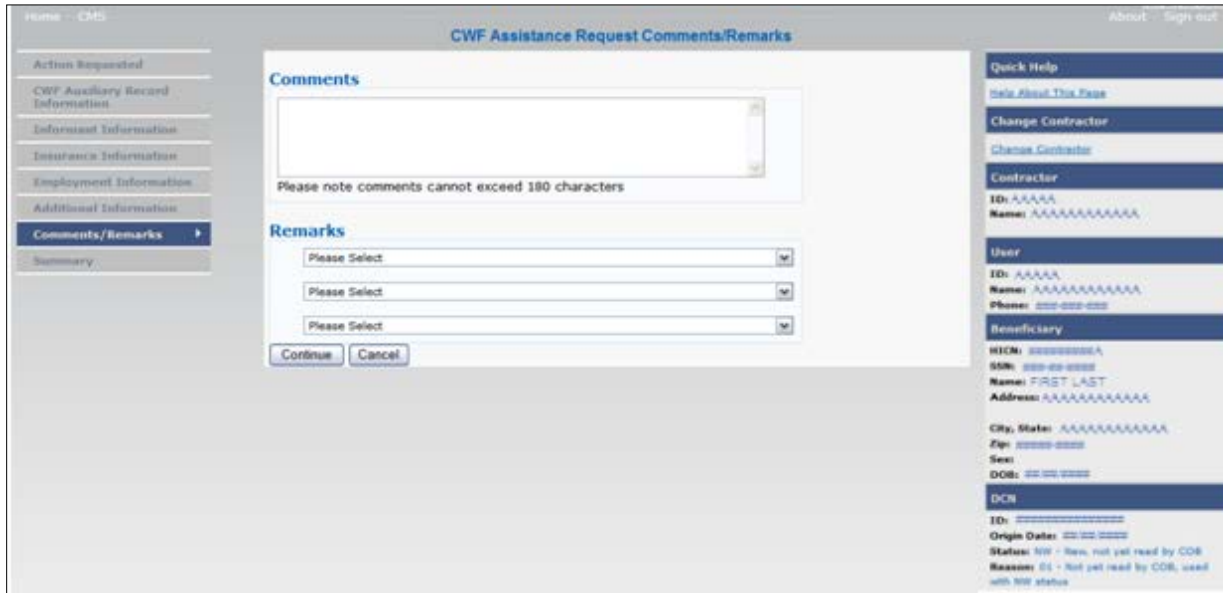 Home CMS
About Sign out
CWF Assistance Request Comments/Remarks
Action Requested
CWF Auxiliary Record
Information
Informant Information
Insurance Information
Employment Information
Additional Information
Comments/Remarks
Summary
Comments
Please note comments cannot exceed 180 characters
Remarks
Please Select
Please Select
Please Select
Continue Cancel
Quick Help
Help About This Page
Change Contractor
Change Contractor
Contractor
ID: AAAAA
Name: AAAAAAAAAAAA
User
ID: AAAAA
Name: AAAAAAAAAAAA
Phone: ###-###-###
Beneficiary
HICN: #########A
SSN: ###-##-####
Name: FIRST LAST
Address: AAAAAAAAAAAA
City, State: AAAAAAAAAAAA
Zip: #####-####
Sex:
DOB: ##/##/####
DCN
ID:
Origin Date: ##/##/####
Status: NW - New, not yet read by COB
Reason: 01 - Not yet read by COB, used
with NW status